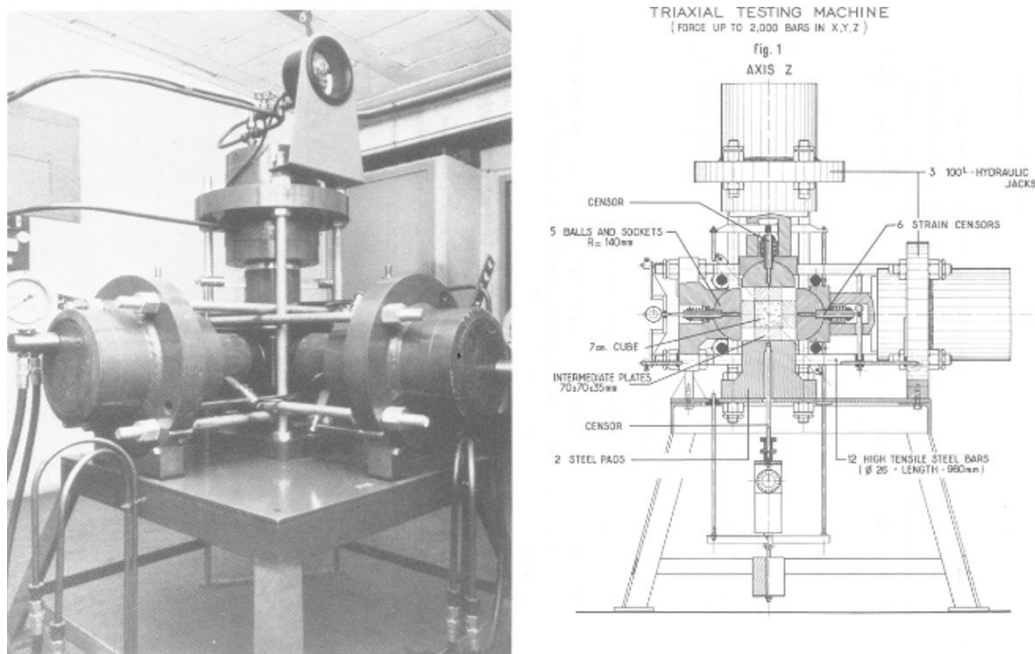 TRIAXIAL TESTING MACHINE
( FORCE UP TO 2,000 BARS IN X,Y,Z )
fig. 1
AXIS Z
3 100t - HYDRAULIC
JACKS
CENSOR
6 STRAIN CENSORS
5 BALLS AND SOCKETS
R= 140mm
7cm. CUBE
INTERMEDIATE PLATES
70x70x35mm
CENSOR
2 STEEL PADS
12 HIGH TENSILE STEEL BARS
( Ø 26 - LENGTH - 960mm )